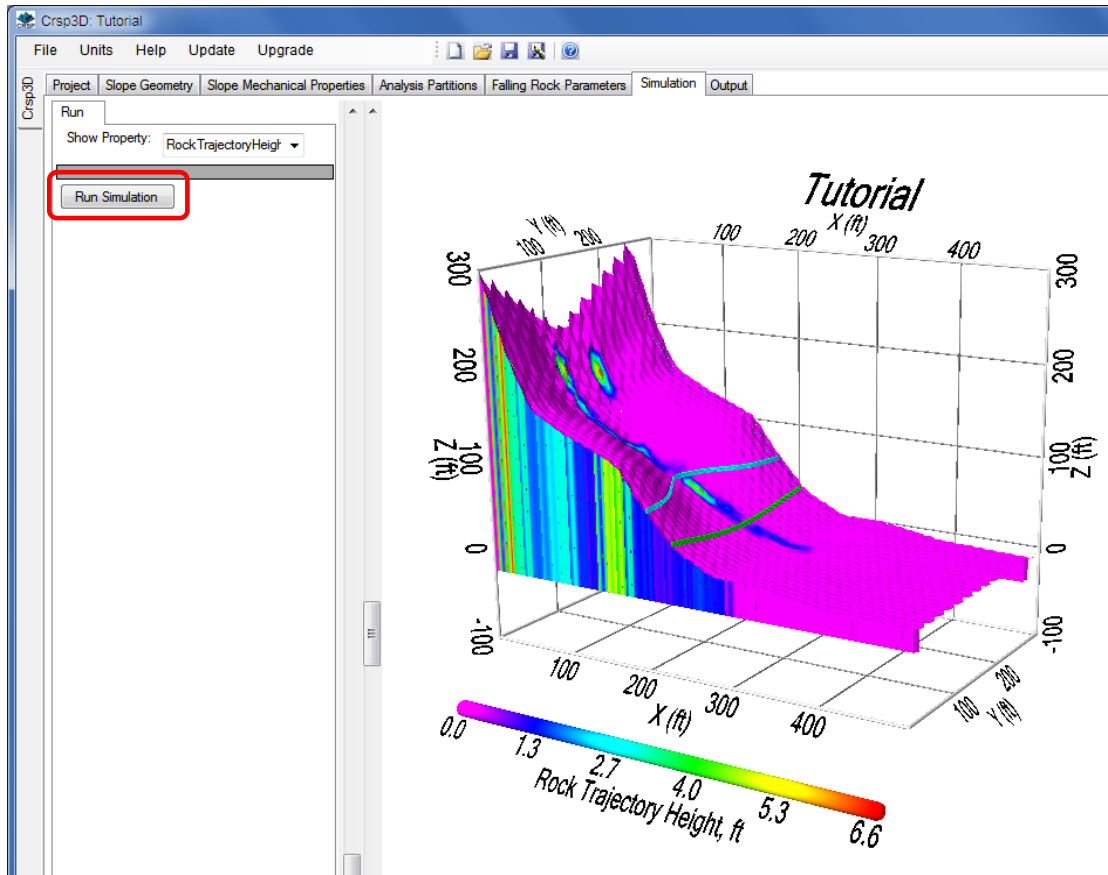 Crsp3D: Tutorial
File Units Help Update Upgrade
Crsp3D
Project Slope Geometry Slope Mechanical Properties Analysis Partitions Falling Rock Parameters Simulation Output
Run
Show Property: RockTrajectoryHeigh
Run Simulation
Tutorial
X (ft)
100 200 300 400
Y (ft)
100 200
300 200 100 0 -100
Z (ft)
300 200 100 0 -100
Z (ft)
100 200 300 400
X (ft)
100 200
Y (ft)
0.0 1.3 2.7 4.0 5.3 6.6
Rock Trajectory Height, ft